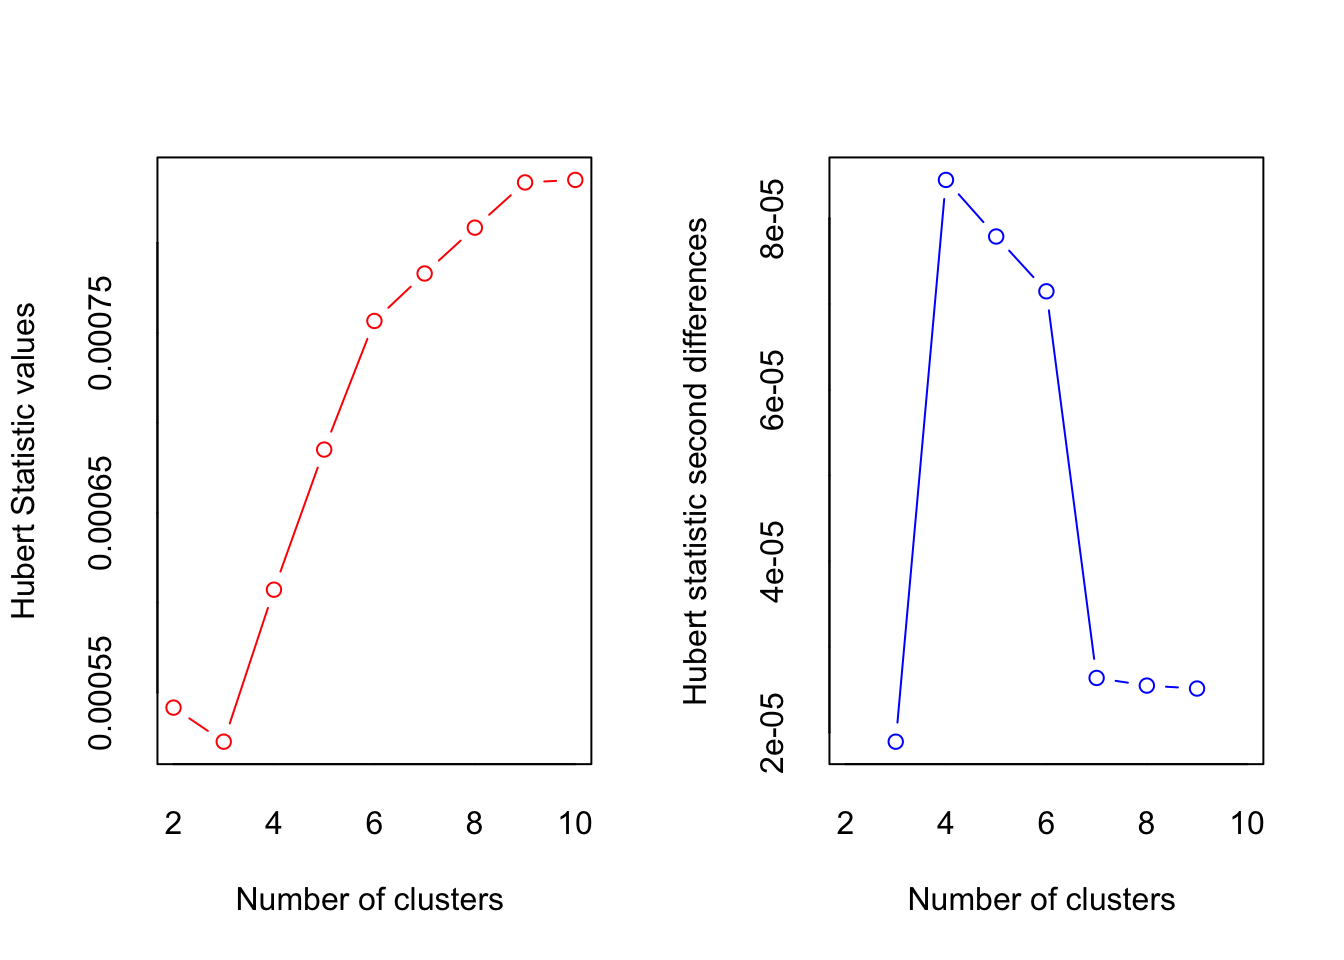 Hubert Statistic values
0.00055 0.00065 0.00075
2 4 6 8 10
Number of clusters
Hubert statistic second differences
2e-05 4e-05 6e-05 8e-05
2 4 6 8 10
Number of clusters